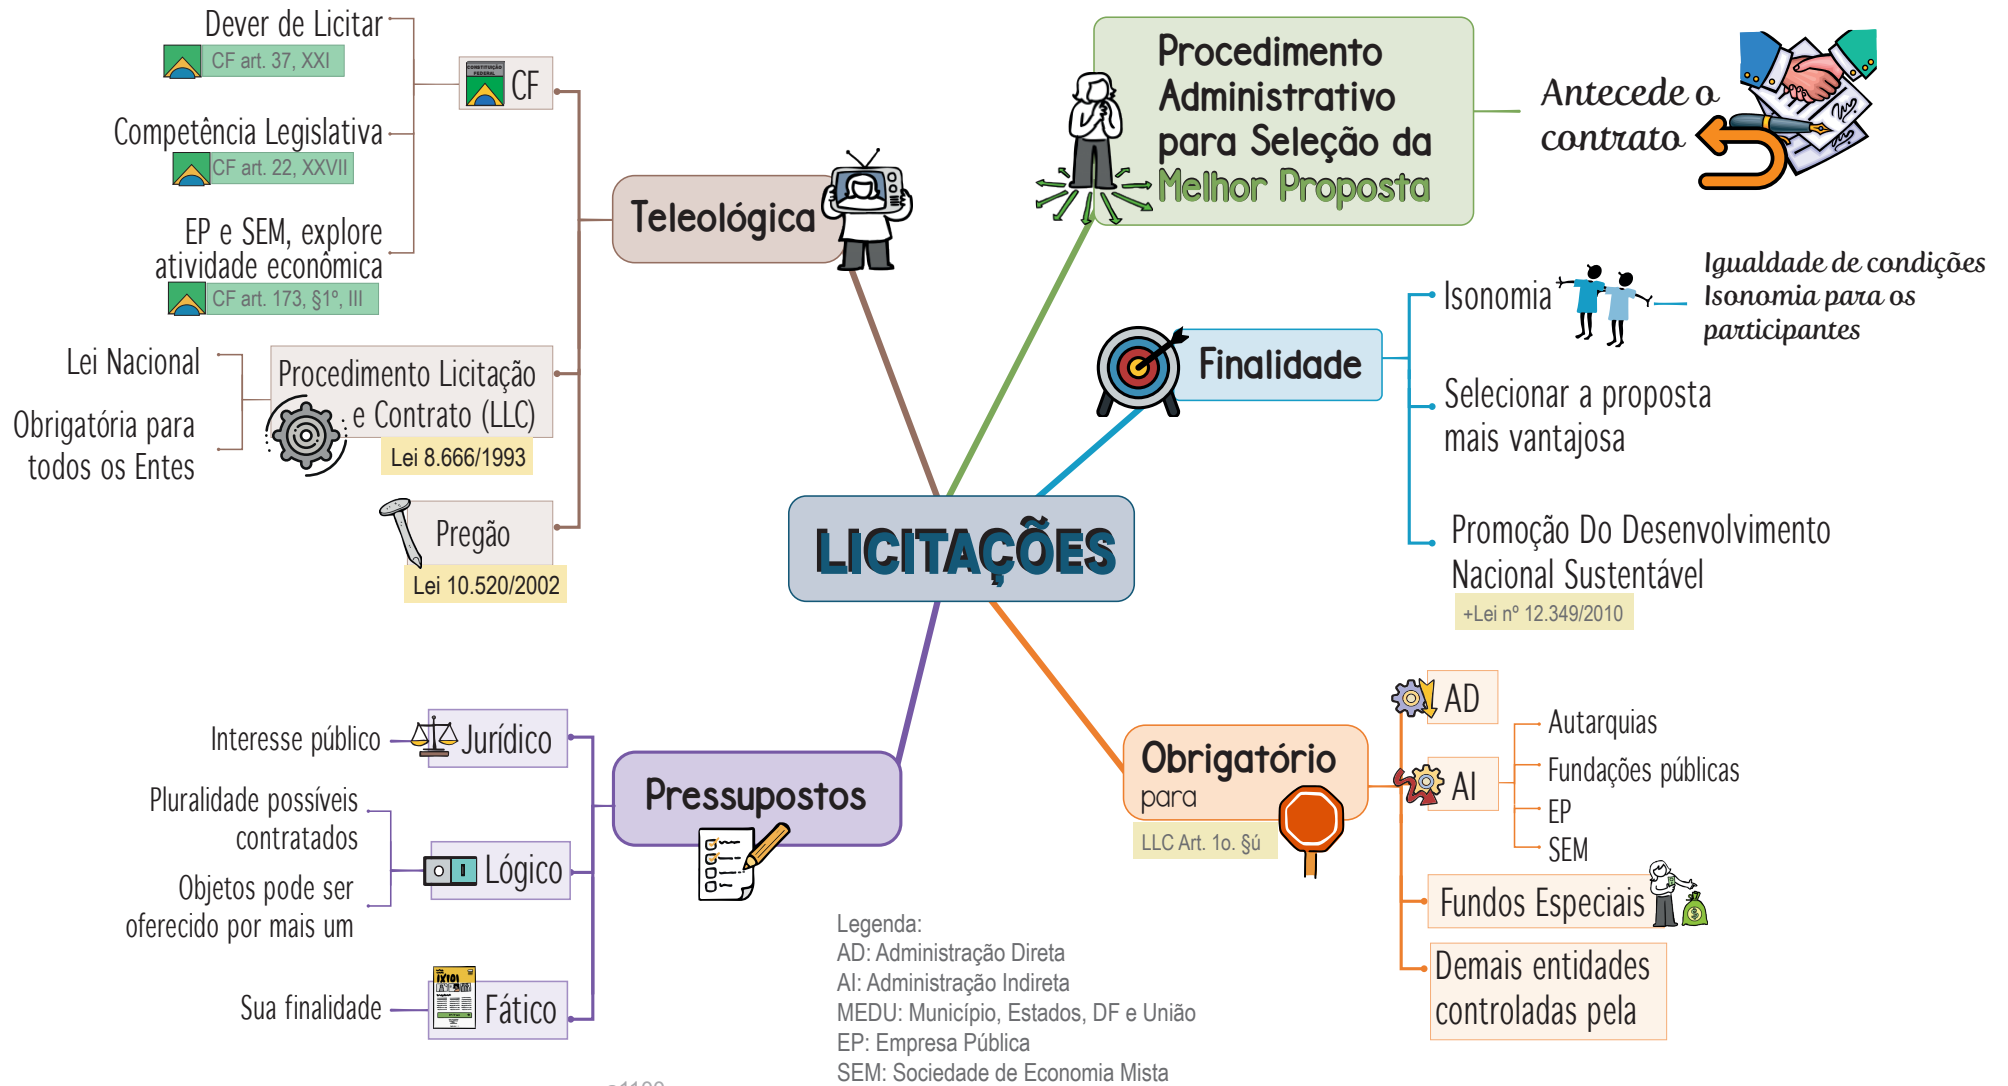 Dever de Licitar
CF art. 37, XXI
CONSTITUIÇÃO
FEDERAL
CF
Competência Legislativa
CF art. 22, XXVII
EP e SEM, explore
atividade econômica
CF art. 173, §1º, III
Teleológica
Lei Nacional
Obrigatória para
todos os Entes
Procedimento Licitação
e Contrato (LLC)
Lei 8.666/1993
Pregão
Lei 10.520/2002
Procedimento
Administrativo
para Seleção da
Melhor Proposta
Antecede o
contrato
Finalidade
Isonomia
Igualdade de condições
Isonomia para os
participantes
Selecionar a proposta
mais vantajosa
Promoção Do Desenvolvimento
Nacional Sustentável
+Lei nº 12.349/2010
LICITAÇÕES
Pressupostos
Jurídico
Interesse público
Lógico
Pluralidade possíveis
contratados
Objetos pode ser
oferecido por mais um
Fático
Sua finalidade
Obrigatório
para
LLC Art. 1o. §ú
AD
AI
Autarquias
Fundações públicas
EP
SEM
Fundos Especiais
Demais entidades
controladas pela
Legenda:
AD: Administração Direta
AI: Administração Indireta
MEDU: Município, Estados, DF e União
EP: Empresa Pública
SEM: Sociedade de Economia Mista